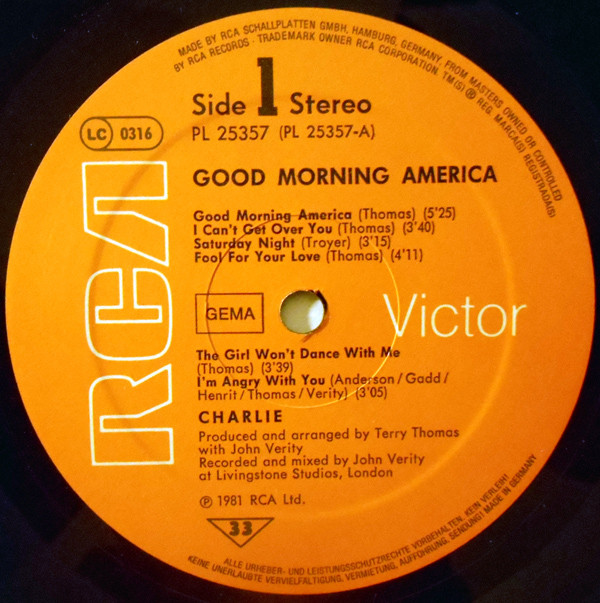 MADE BY RCA SCHALLPLATTEN GMBH, HAMBURG, GERMANY, FROM MASTERS OWNED OR CONTROLLED
BY RCA RECORDS · TRADEMARK OWNER RCA CORPORATION. TM(S) ® REG. MARCA(S) REGISTRADA(S)
Side 1 Stereo
LC 0316
PL 25357 (PL 25357-A)
GOOD MORNING AMERICA
Good Morning America (Thomas) (5'25)
I Can't Get Over You (Thomas) (3'40)
Saturday Night (Troyer) (3'15)
Fool For Your Love (Thomas) (4'11)
RCA
GEMA
Victor
The Girl Won't Dance With Me
(Thomas) (3'39)
I'm Angry With You (Anderson/Gadd/
Henrit/Thomas/Verity) (3'05)
CHARLIE
Produced and arranged by Terry Thomas
with John Verity
Recorded and mixed by John Verity
at Livingstone Studios, London
℗ 1981 RCA Ltd.
33
ALLE URHEBER- UND LEISTUNGSSCHUTZRECHTE VORBEHALTEN. KEIN VERLEIH!
KEINE UNERLAUBTE VERVIELFÄLTIGUNG, VERMIETUNG, AUFFÜHRUNG, SENDUNG! MADE IN GERMANY